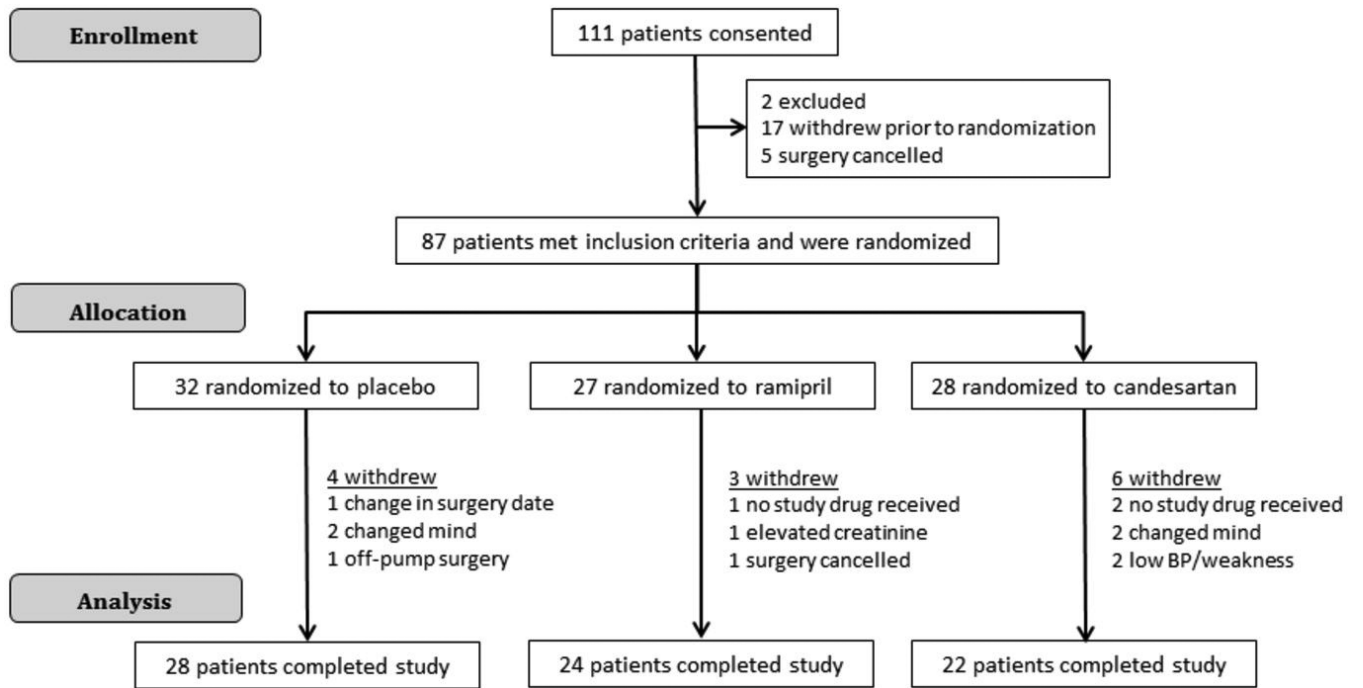 Enrollment
111 patients consented
2 excluded
17 withdrew prior to randomization
5 surgery cancelled
87 patients met inclusion criteria and were randomized
Allocation
32 randomized to placebo
27 randomized to ramipril
28 randomized to candesartan
4 withdrew
1 change in surgery date
2 changed mind
1 off-pump surgery
3 withdrew
1 no study drug received
1 elevated creatinine
1 surgery cancelled
6 withdrew
2 no study drug received
2 changed mind
2 low BP/weakness
Analysis
28 patients completed study
24 patients completed study
22 patients completed study